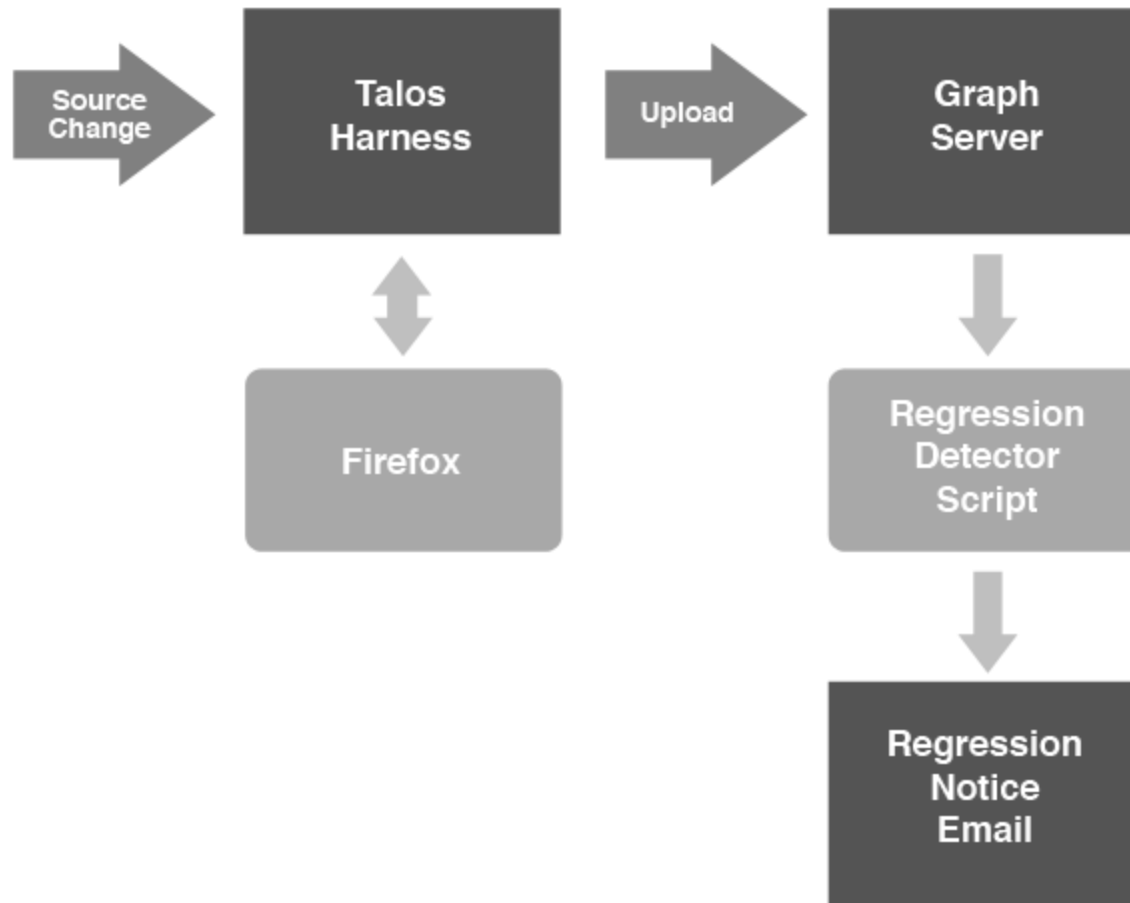 Source
Change
Talos
Harness
Upload
Graph
Server
Firefox
Regression
Detector
Script
Regression
Notice
Email